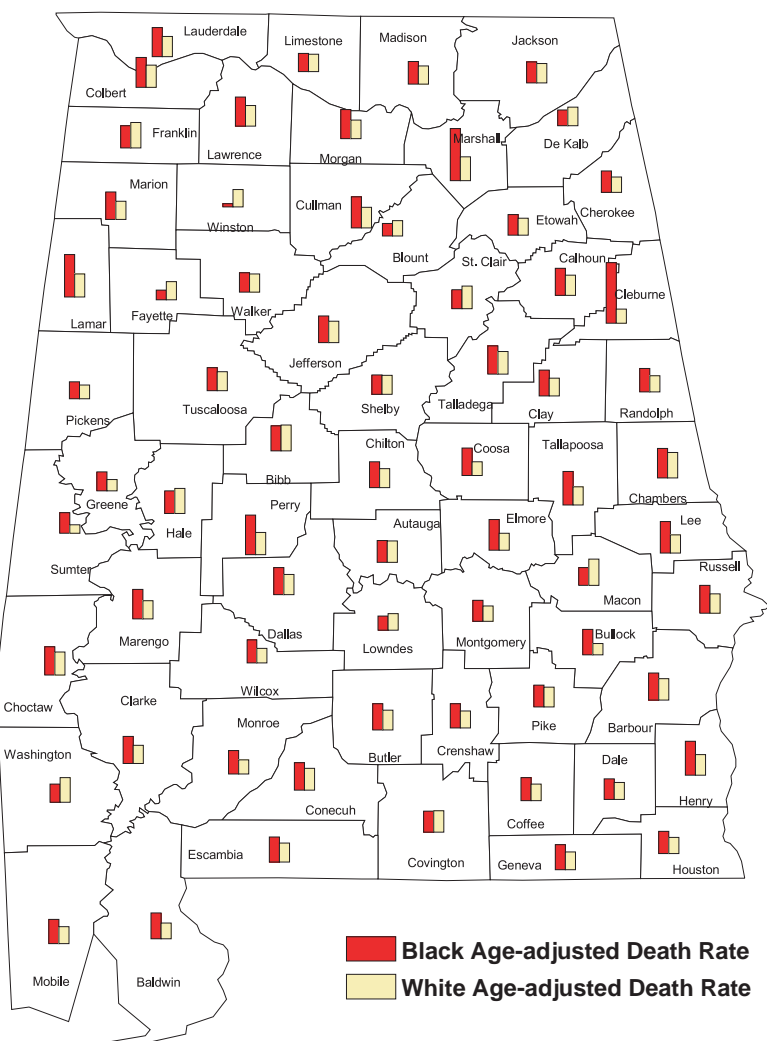 Lauderdale
Limestone
Madison
Jackson
Colbert
Franklin
Lawrence
Morgan
Marshall
De Kalb
Marion
Winston
Cullman
Blount
Etowah
Cherokee
St. Clair
Calhoun
Cleburne
Lamar
Fayette
Walker
Jefferson
Pickens
Tuscaloosa
Shelby
Talladega
Clay
Randolph
Bibb
Chilton
Coosa
Tallapoosa
Chambers
Greene
Hale
Perry
Autauga
Elmore
Lee
Sumter
Russell
Macon
Marengo
Dallas
Lowndes
Montgomery
Bullock
Choctaw
Clarke
Wilcox
Monroe
Butler
Crenshaw
Pike
Barbour
Washington
Conecuh
Coffee
Dale
Henry
Escambia
Covington
Geneva
Houston
Mobile
Baldwin
Black Age-adjusted Death Rate
White Age-adjusted Death Rate